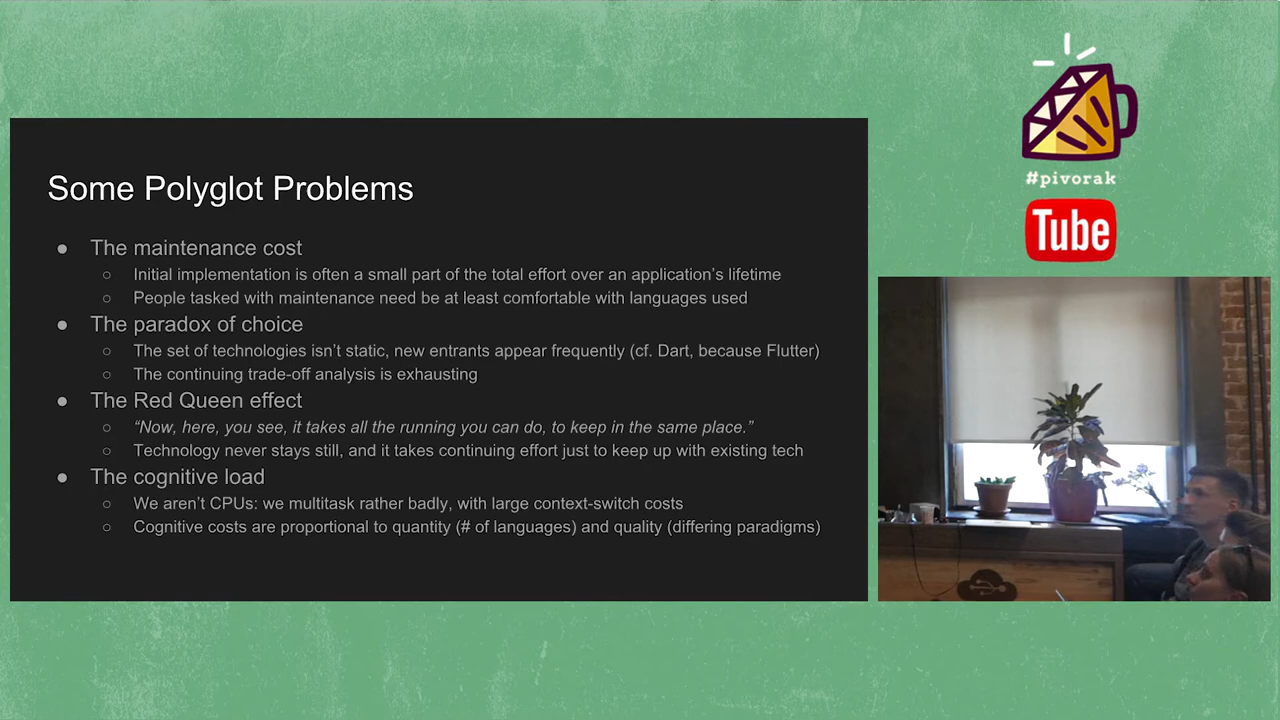 Some Polyglot Problems
● The maintenance cost
○ Initial implementation is often a small part of the total effort over an application’s lifetime
○ People tasked with maintenance need be at least comfortable with languages used
● The paradox of choice
○ The set of technologies isn’t static, new entrants appear frequently (cf. Dart, because Flutter)
○ The continuing trade-off analysis is exhausting
● The Red Queen effect
○ “Now, here, you see, it takes all the running you can do, to keep in the same place.”
○ Technology never stays still, and it takes continuing effort just to keep up with existing tech
● The cognitive load
○ We aren’t CPUs: we multitask rather badly, with large context-switch costs
○ Cognitive costs are proportional to quantity (# of languages) and quality (differing paradigms)
#pivorak
Tube